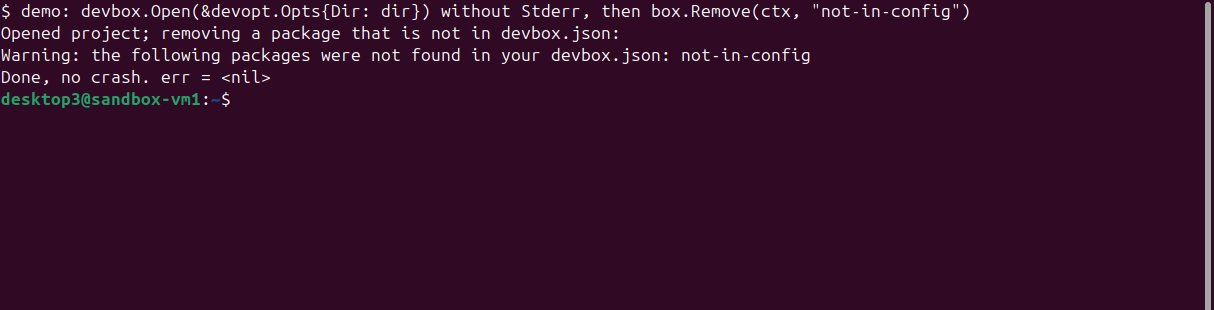 $ demo: devbox.Open(&devopt.Opts{Dir: dir}) without Stderr, then box.Remove(ctx, "not-in-config")
Opened project; removing a package that is not in devbox.json:
Warning: the following packages were not found in your devbox.json: not-in-config
Done, no crash. err = <nil>
desktop3@sandbox-vm1:~$